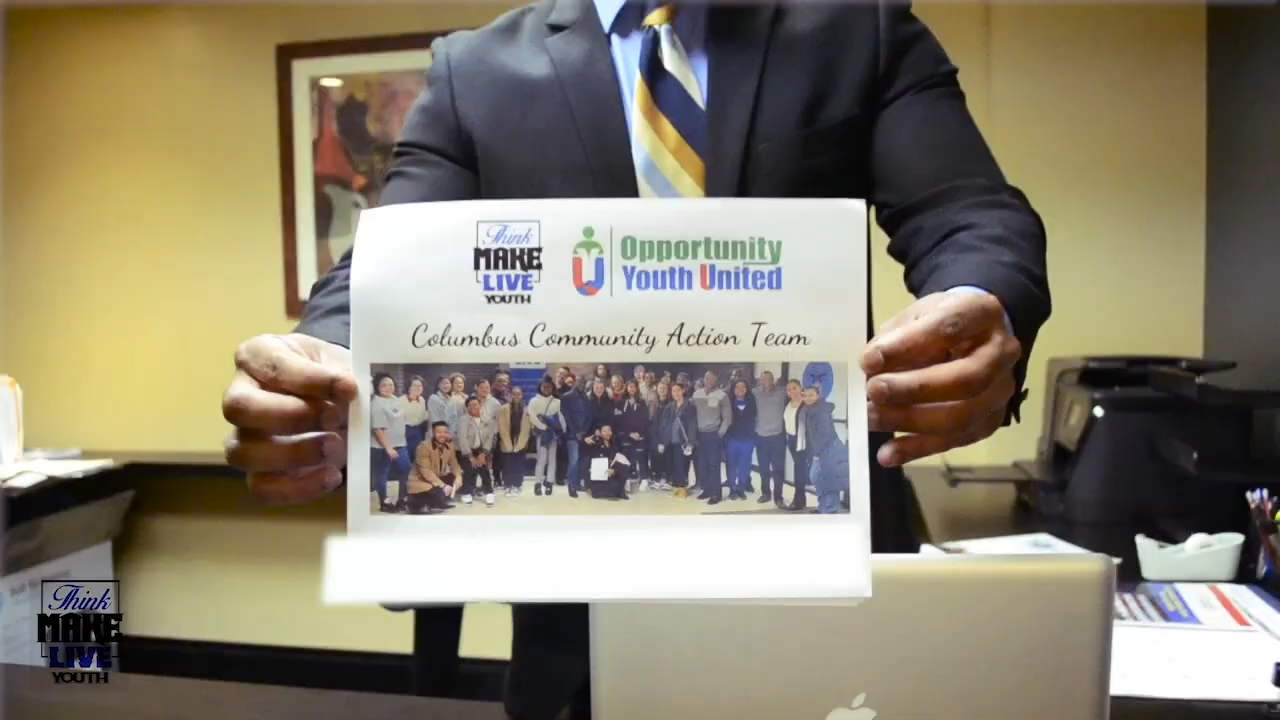 Think
MAKE
LIVE
YOUTH
Opportunity
Youth United
Columbus Community Action Team
Think
MAKE
LIVE
YOUTH